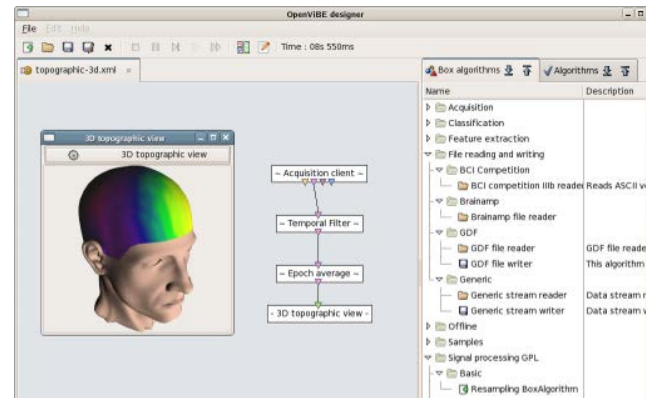 OpenViBE designer
File Edit Help
Time : 08s 550ms
topographic-3d.xml
Box algorithms
Algorithms
Name Description
Acquisition
Classification
Feature extraction
File reading and writing
BCI Competition
BCI competition IIIb reader Reads ASCII v
Brainamp
Brainamp file reader
GDF
GDF file reader GDF file reade
GDF file writer This algorithm
Generic
Generic stream reader Data stream r
Generic stream writer Data stream w
Offline
Samples
Signal processing GPL
Basic
Resampling BoxAlgorithm
3D topographic view
3D topographic view
~ Acquisition client ~
~ Temporal Filter ~
~ Epoch average ~
- 3D topographic view -